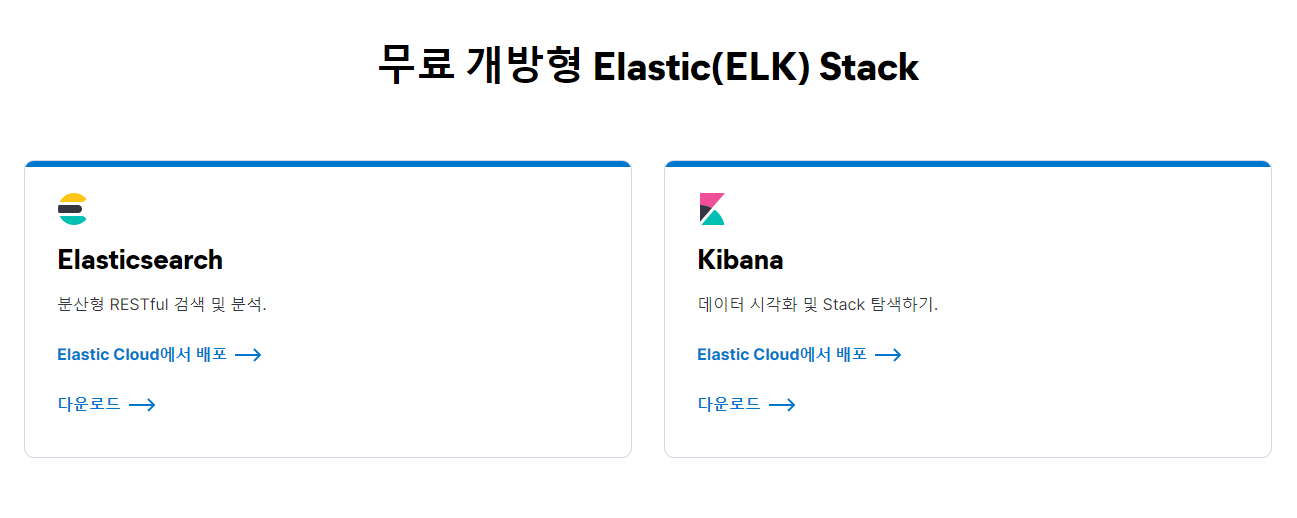 무료 개방형 Elastic(ELK) Stack
Elasticsearch
분산형 RESTful 검색 및 분석.
Elastic Cloud에서 배포
다운로드
Kibana
데이터 시각화 및 Stack 탐색하기.
Elastic Cloud에서 배포
다운로드